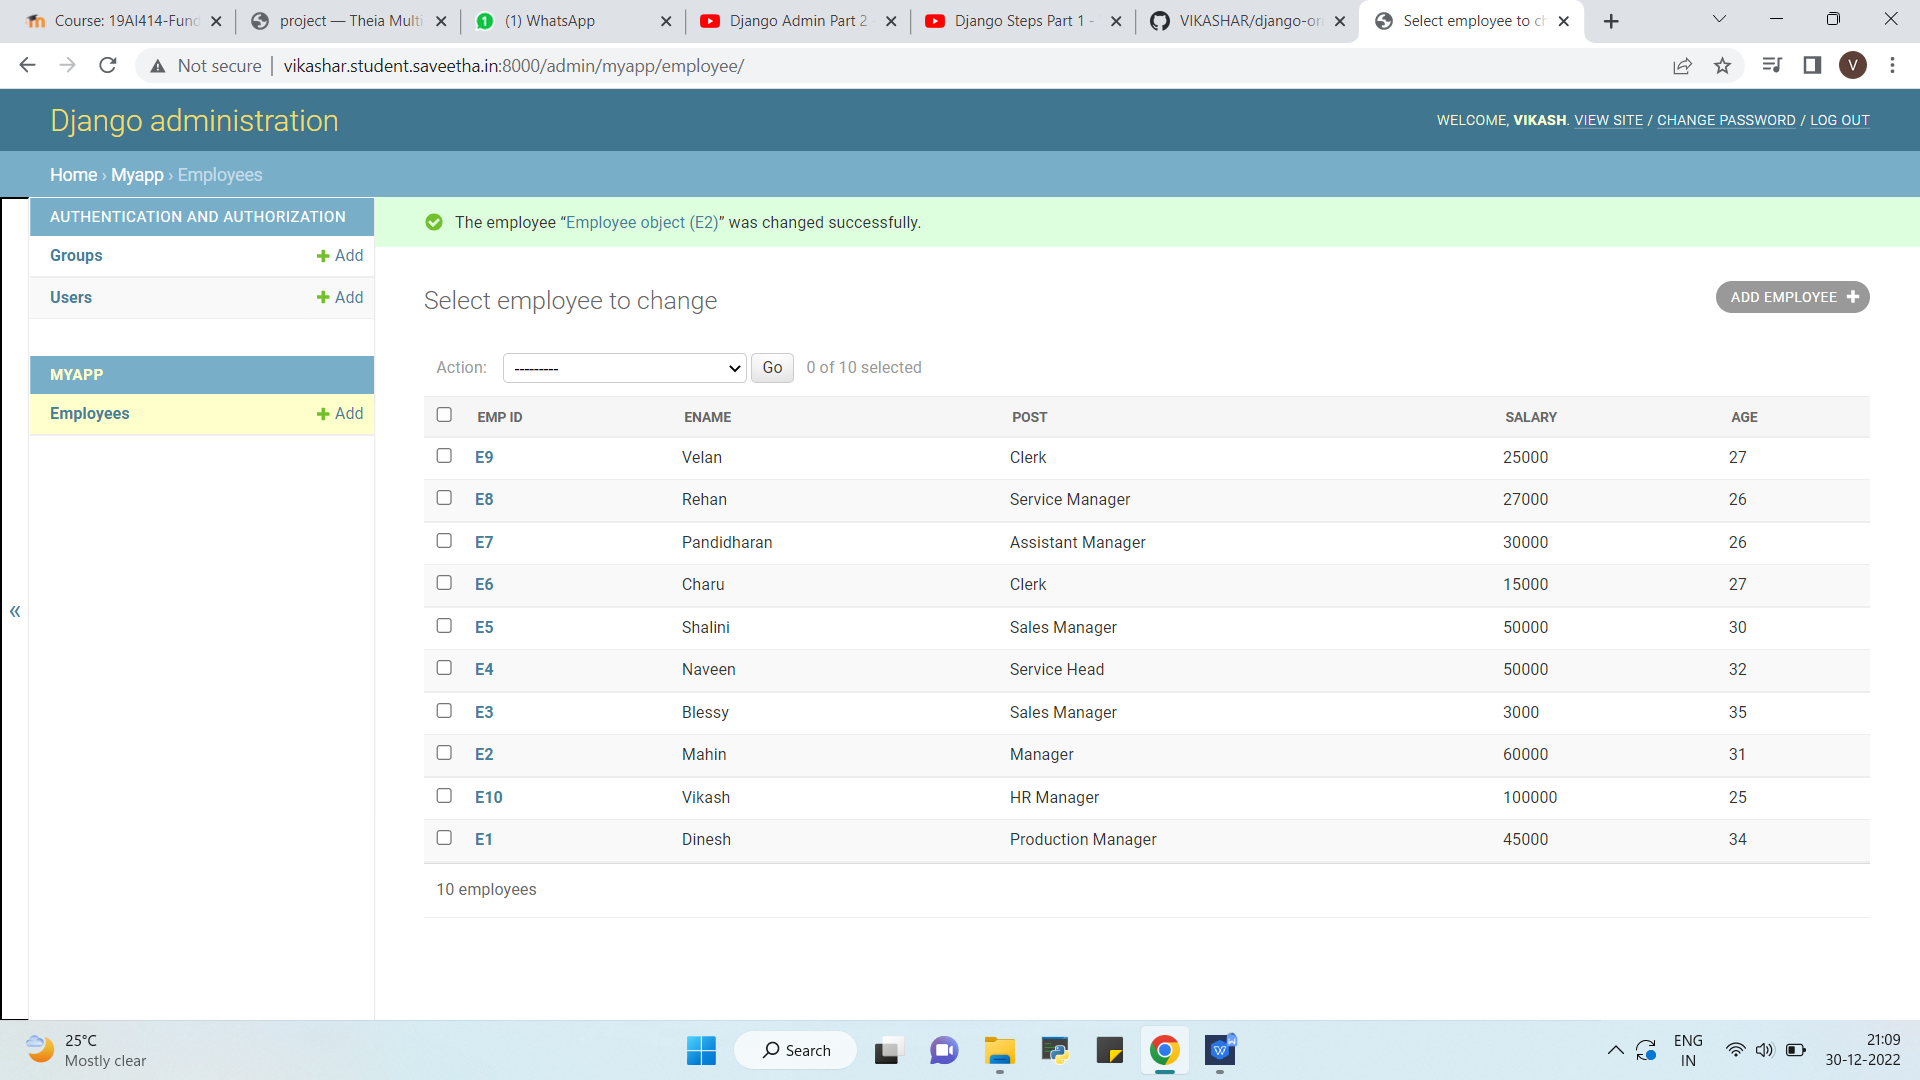 Course: 19AI414-Fund
project — Theia Multi
(1) WhatsApp
Django Admin Part 2
Django Steps Part 1 -
VIKASHAR/django-or
Select employee to ch
Not secure | vikashar.student.saveetha.in:8000/admin/myapp/employee/
V
Django administration
WELCOME, VIKASH. VIEW SITE / CHANGE PASSWORD / LOG OUT
Home › Myapp › Employees
AUTHENTICATION AND AUTHORIZATION
Groups + Add
Users + Add
MYAPP
Employees + Add
«
The employee “Employee object (E2)” was changed successfully.
Select employee to change
ADD EMPLOYEE +
Action: --------- Go 0 of 10 selected
EMP ID ENAME POST SALARY AGE
E9 Velan Clerk 25000 27
E8 Rehan Service Manager 27000 26
E7 Pandidharan Assistant Manager 30000 26
E6 Charu Clerk 15000 27
E5 Shalini Sales Manager 50000 30
E4 Naveen Service Head 50000 32
E3 Blessy Sales Manager 3000 35
E2 Mahin Manager 60000 31
E10 Vikash HR Manager 100000 25
E1 Dinesh Production Manager 45000 34
10 employees
25°C
Mostly clear
Search
ENG
IN
21:09
30-12-2022